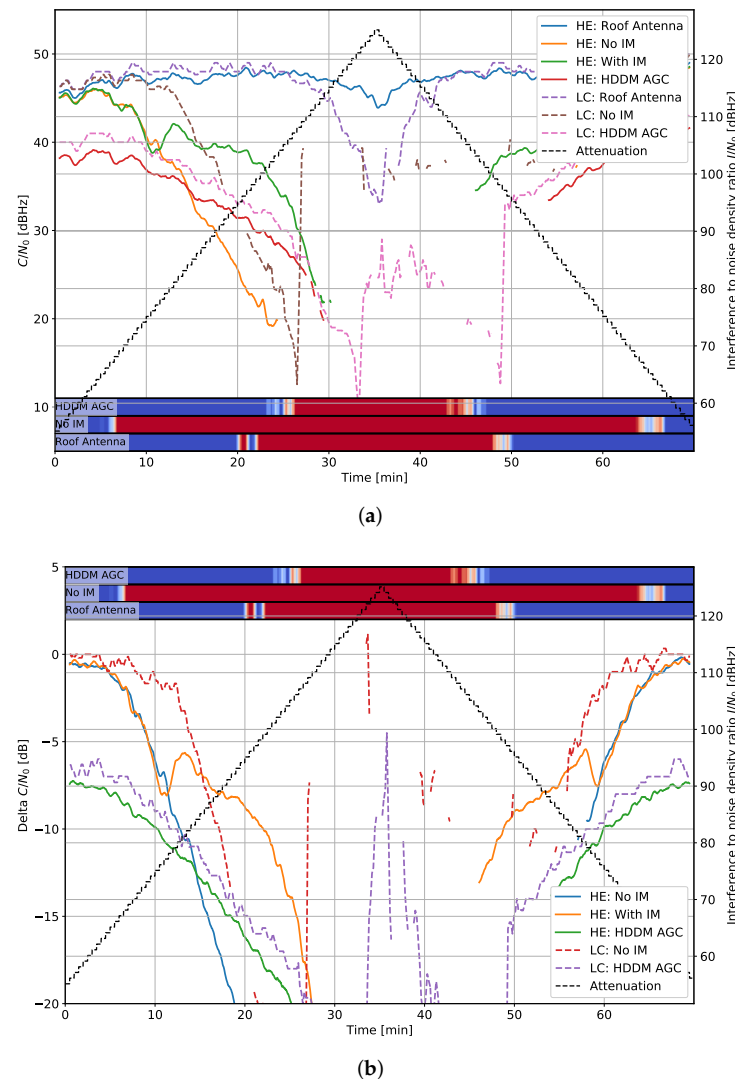 50
40
30
20
10
C/N₀ [dBHz]
HE: Roof Antenna
HE: No IM
HE: With IM
HE: HDDM AGC
LC: Roof Antenna
LC: No IM
LC: HDDM AGC
Attenuation
120
110
100
90
80
70
60
Interference to noise density ratio I/N₀ [dBHz]
HDDM AGC
No IM
Roof Antenna
0 10 20 30 40 50 60
Time [min]
(a)
5
0
−5
−10
−15
−20
Delta C/N₀ [dB]
HDDM AGC
No IM
Roof Antenna
120
110
100
90
80
70
60
Interference to noise density ratio I/N₀ [dBHz]
HE: No IM
HE: With IM
HE: HDDM AGC
LC: No IM
LC: HDDM AGC
Attenuation
0 10 20 30 40 50 60
Time [min]
(b)